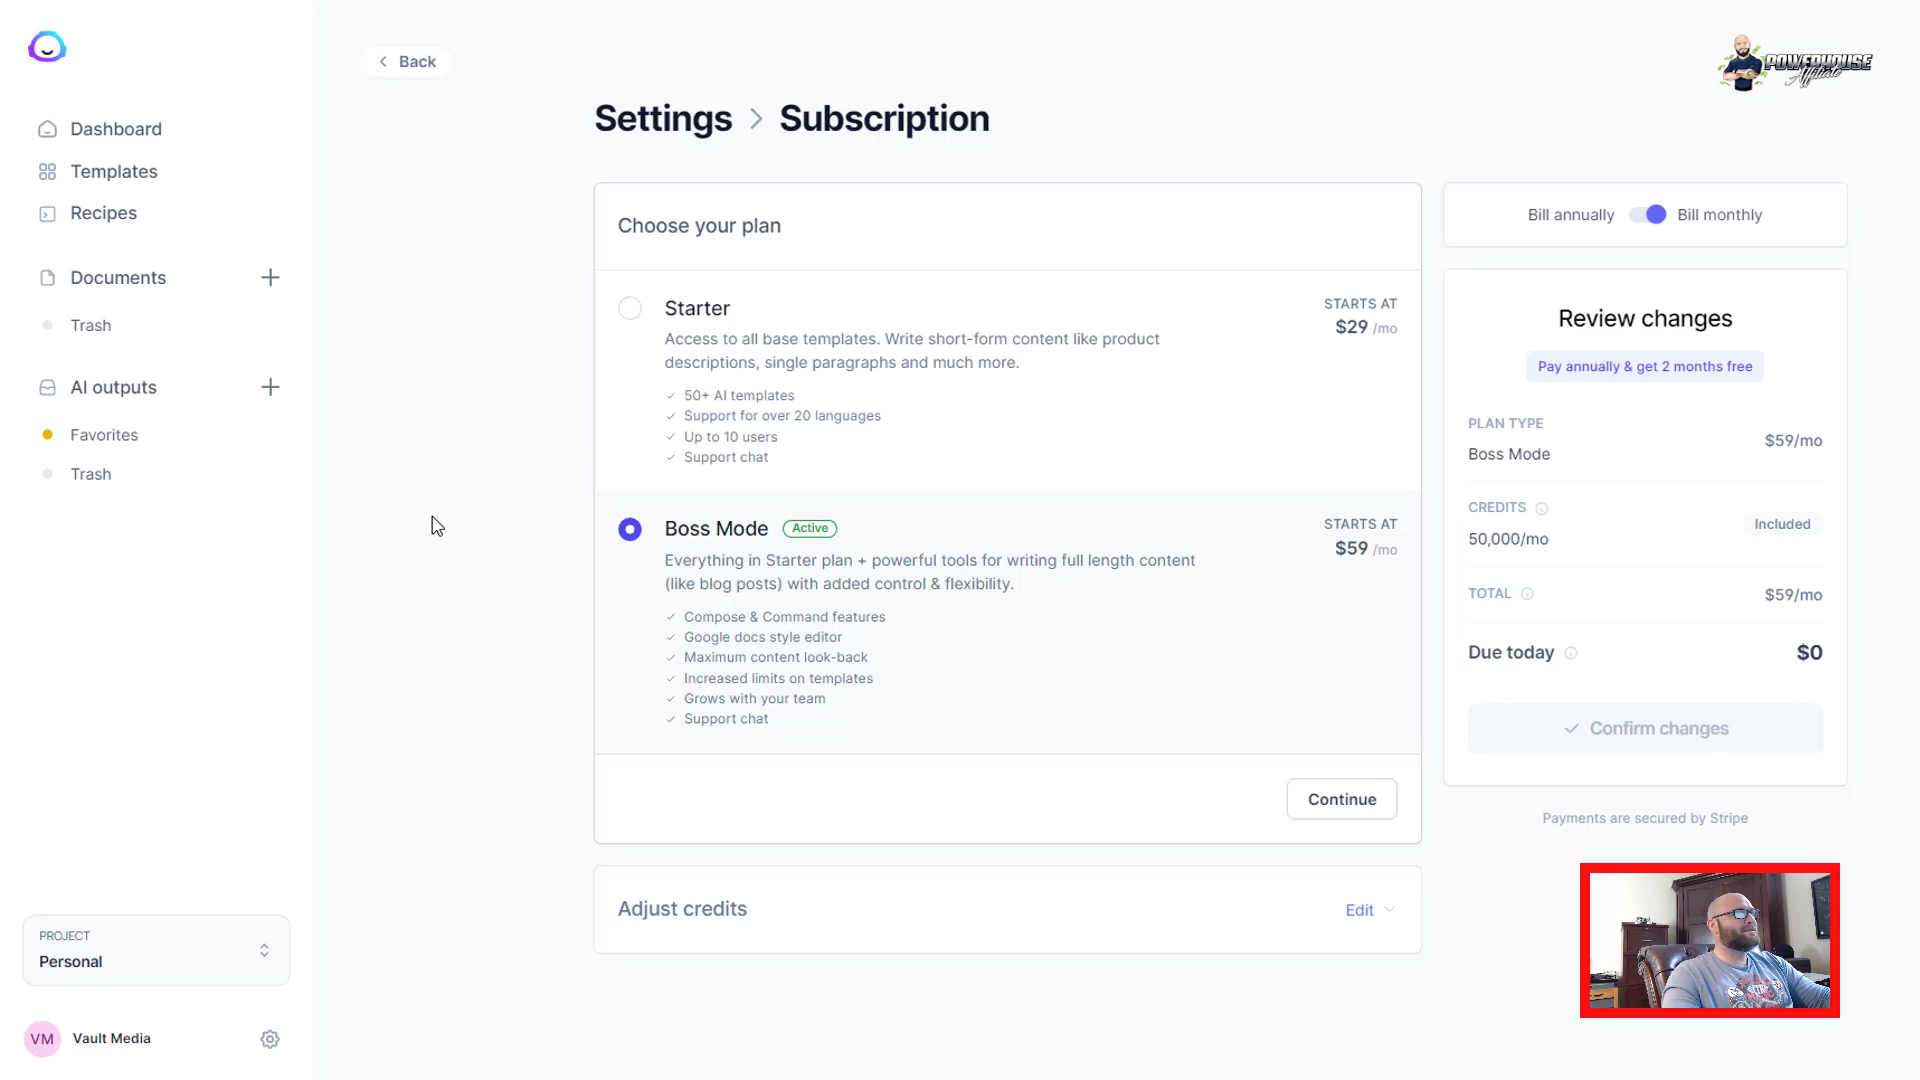 Back
POWERHOUSE
Affiliate
Settings > Subscription
Dashboard
Templates
Recipes
Documents
Trash
AI outputs
Favorites
Trash
PROJECT
Personal
VM Vault Media
Choose your plan
Starter
STARTS AT
$29 /mo
Access to all base templates. Write short-form content like product
descriptions, single paragraphs and much more.
50+ AI templates
Support for over 20 languages
Up to 10 users
Support chat
Boss Mode Active
STARTS AT
$59 /mo
Everything in Starter plan + powerful tools for writing full length content
(like blog posts) with added control & flexibility.
Compose & Command features
Google docs style editor
Maximum content look-back
Increased limits on templates
Grows with your team
Support chat
Continue
Adjust credits
Edit
Bill annually Bill monthly
Review changes
Pay annually & get 2 months free
PLAN TYPE
Boss Mode
$59/mo
CREDITS
50,000/mo
Included
TOTAL $59/mo
Due today $0
Confirm changes
Payments are secured by Stripe